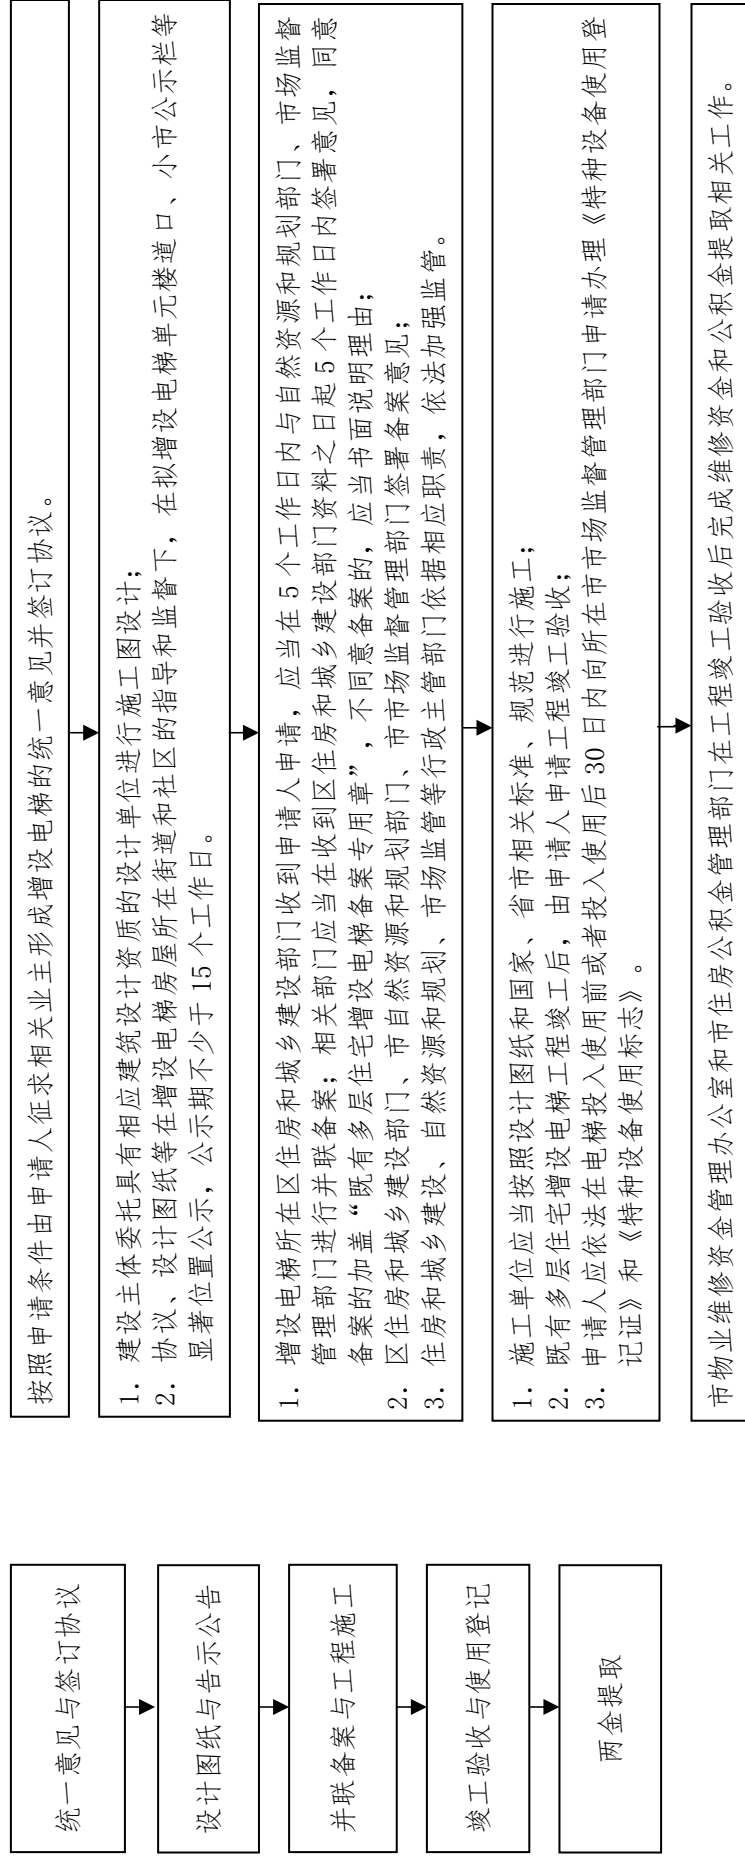 统一意见与签订协议
设计图纸与告示公告
并联备案与工程施工
竣工验收与使用登记
两金提取
按照申请条件由申请人征求相关业主形成增设电梯的统一意见并签订协议。
1. 建设主体委托具有相应建筑设计资质的设计单位进行施工图设计；
2. 协议、设计图纸等在增设电梯房屋所在街道和社区的指导和监督下，在拟增设电梯单元楼道口、小市公示栏等
显著位置公示，公示期不少于 15 个工作日。
1. 增设电梯所在区住房和城乡建设部门收到申请人申请，应当在 5 个工作日内与自然资源和规划部门、市场监督
管理部门进行并联备案；相关部门应当在收到区住房和城乡建设部门资料之日起 5 个工作日内签署意见，同意
备案的加盖“既有多层住宅增设电梯备案专用章”，不同意备案的，应当书面说明理由；
2. 区住房和城乡建设部门、市自然资源和规划部门、市市场监督管理部门签署备案意见；
3. 住房和城乡建设、自然资源和规划、市场监管等行政主管部门依据相应职责，依法加强监管。
1. 施工单位应当按照设计图纸和国家、省市相关标准、规范进行施工；
2. 既有多层住宅增设电梯工程竣工后，由申请人申请工程竣工验收；
3. 申请人应依法在电梯投入使用前或者投入使用后 30 日内向所在市市场监督管理部门申请办理《特种设备使用登
记证》和《特种设备使用标志》。
市物业维修资金管理办公室和市住房公积金管理部门在工程竣工验收后完成维修资金和公积金提取相关工作。